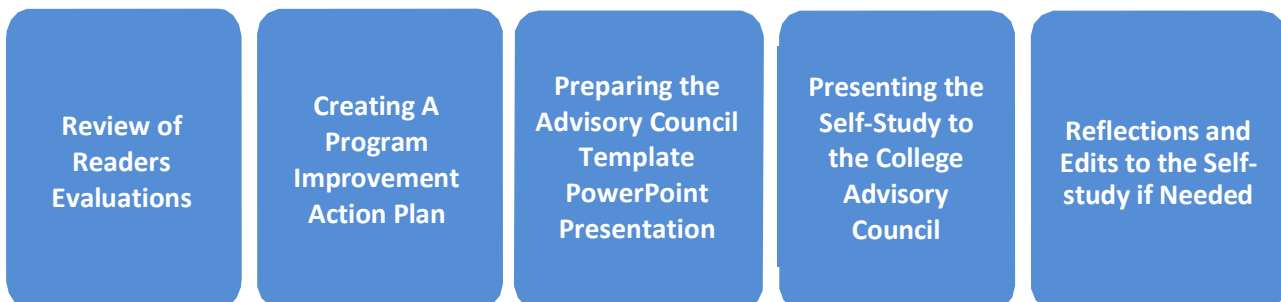 Review of
Readers
Evaluations
Creating A
Program
Improvement
Action Plan
Preparing the
Advisory Council
Template
PowerPoint
Presentation
Presenting the
Self-Study to
the College
Advisory
Council
Reflections and
Edits to the Self-
study if Needed